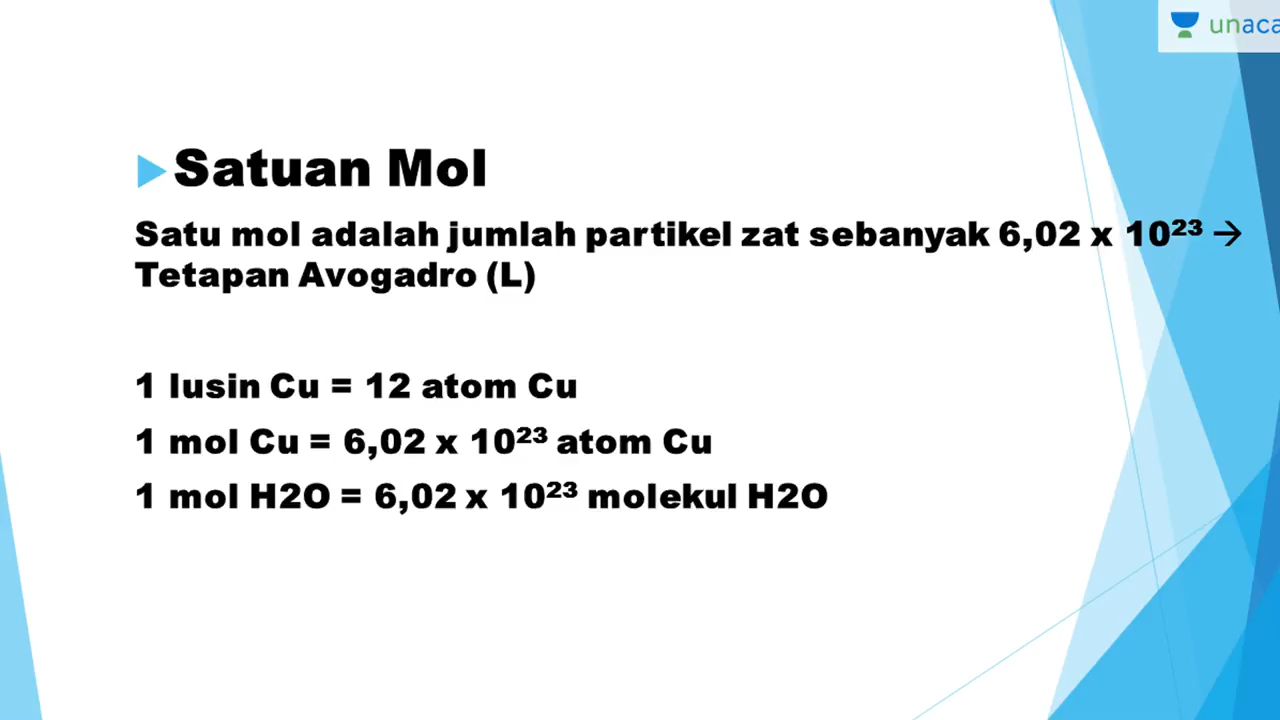 unaca
Satuan Mol
Satu mol adalah jumlah partikel zat sebanyak 6,02 x 10²³ →
Tetapan Avogadro (L)
1 lusin Cu = 12 atom Cu
1 mol Cu = 6,02 x 10²³ atom Cu
1 mol H2O = 6,02 x 10²³ molekul H2O